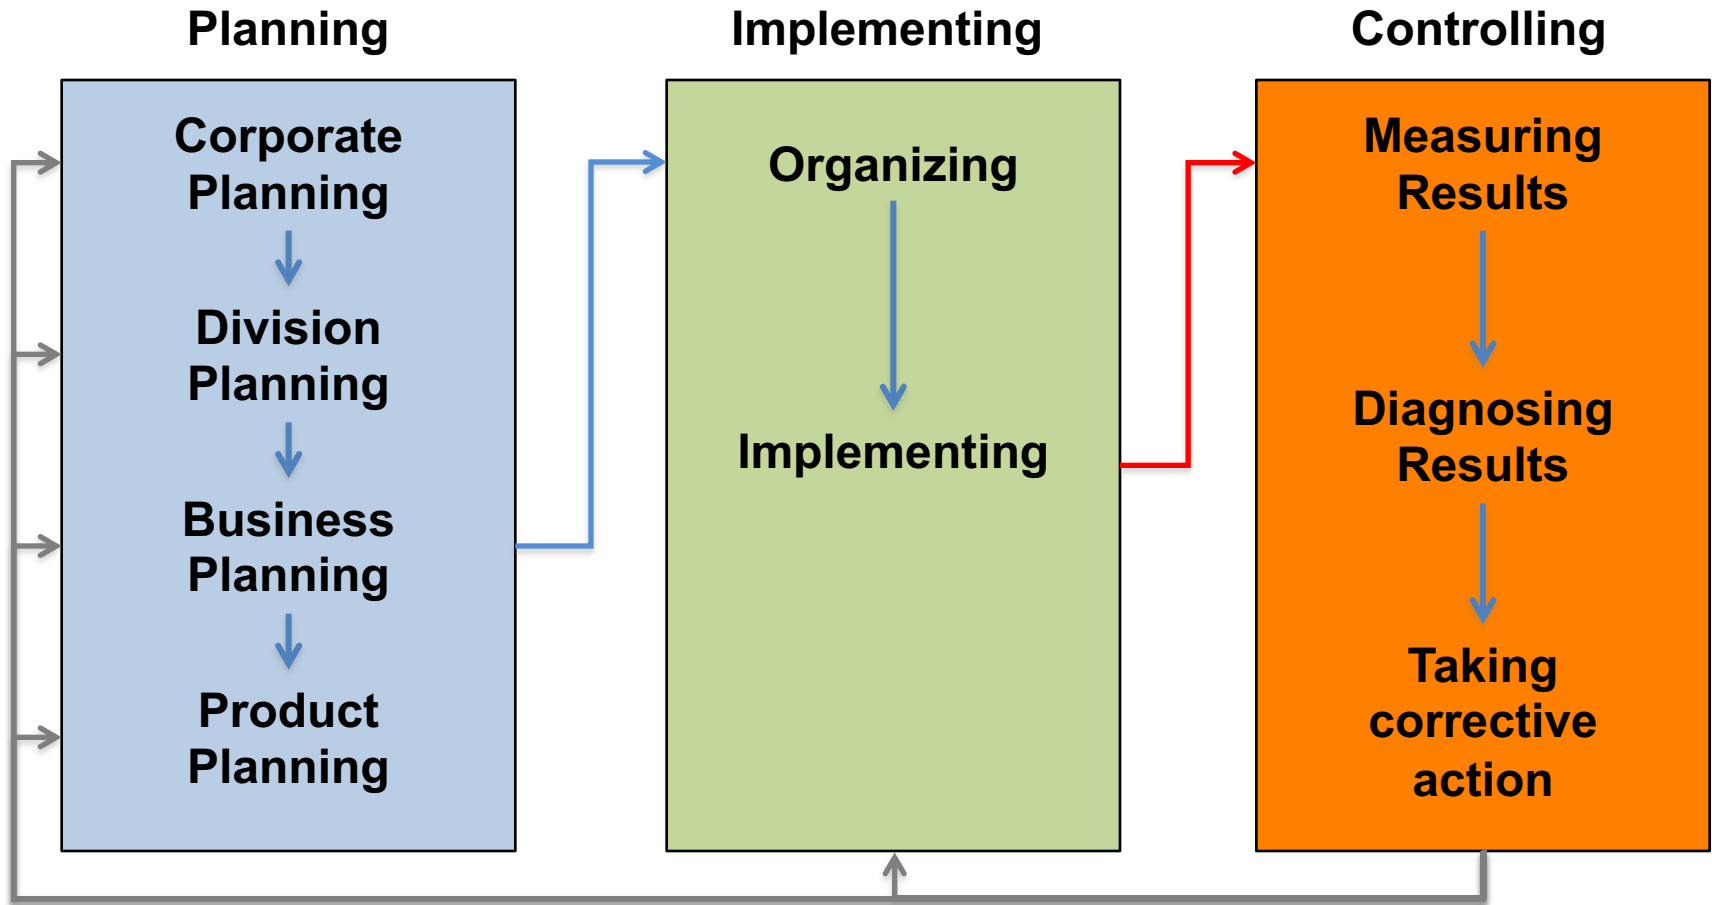 Planning
Implementing
Controlling
Corporate
Planning
Division
Planning
Business
Planning
Product
Planning
Organizing
Implementing
Measuring
Results
Diagnosing
Results
Taking
corrective
action